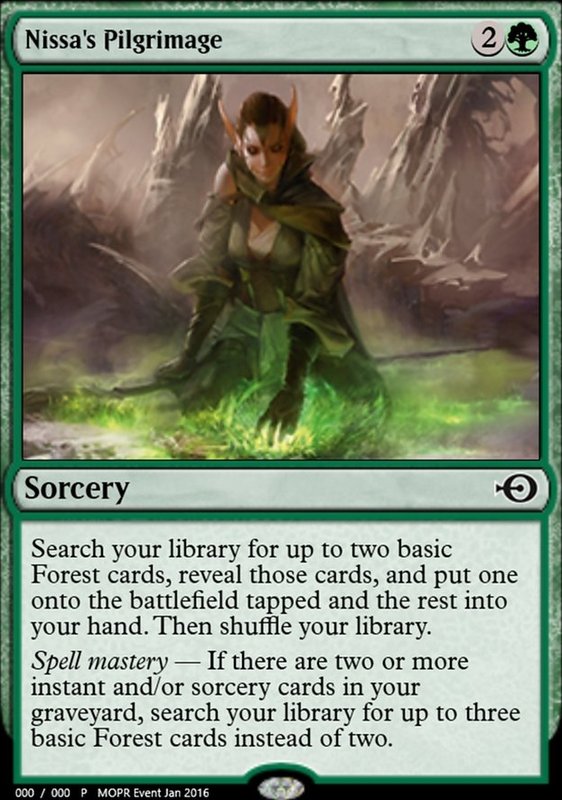 Nissa's Pilgrimage 2
Sorcery
Search your library for up to two basic
Forest cards, reveal those cards, and put one
onto the battlefield tapped and the rest into
your hand. Then shuffle your library.
Spell mastery — If there are two or more
instant and/or sorcery cards in your
graveyard, search your library for up to three
basic Forest cards instead of two.
000 / 000 P MOPR Event Jan 2016